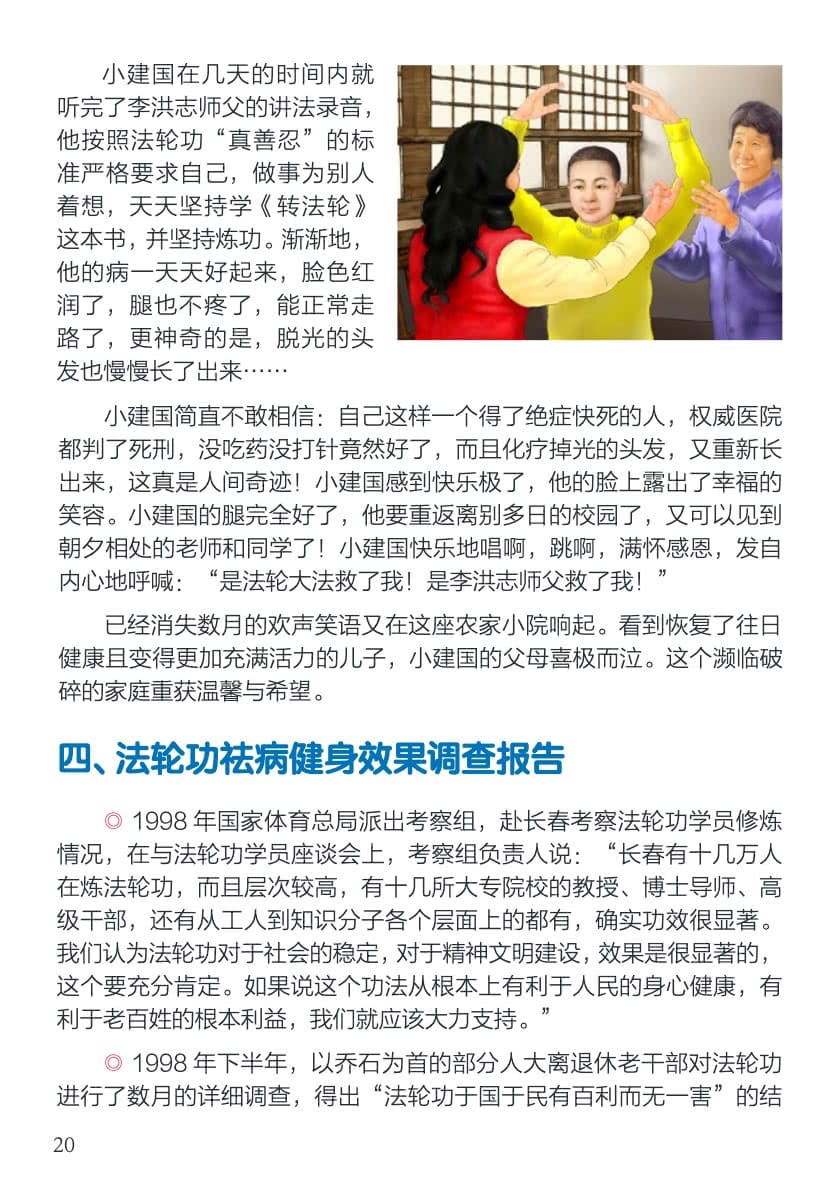 小建国在几天的时间内就
听完了李洪志师父的讲法录音，
他按照法轮功“真善忍”的标
准严格要求自己，做事为别人
着想，天天坚持学《转法轮》
这本书，并坚持炼功。渐渐地，
他的病一天天好起来，脸色红
润了，腿也不疼了，能正常走
路了，更神奇的是，脱光的头
发也慢慢长了出来……
小建国简直不敢相信：自己这样一个得了绝症快死的人，权威医院
都判了死刑，没吃药没打针竟然好了，而且化疗掉光的头发，又重新长
出来，这真是人间奇迹！小建国感到快乐极了，他的脸上露出了幸福的
笑容。小建国的腿完全好了，他要重返离别多日的校园了，又可以见到
朝夕相处的老师和同学了！小建国快乐地唱啊，跳啊，满怀感恩，发自
内心地呼喊：“是法轮大法救了我！是李洪志师父救了我！”
已经消失数月的欢声笑语又在这座农家小院响起。看到恢复了往日
健康且变得更加充满活力的儿子，小建国的父母喜极而泣。这个濒临破
碎的家庭重获温馨与希望。
四、法轮功祛病健身效果调查报告
◎ 1998 年国家体育总局派出考察组，赴长春考察法轮功学员修炼
情况，在与法轮功学员座谈会上，考察组负责人说：“长春有十几万人
在炼法轮功，而且层次较高，有十几所大专院校的教授、博士导师、高
级干部，还有从工人到知识分子各个层面上的都有，确实功效很显著。
我们认为法轮功对于社会的稳定，对于精神文明建设，效果是很显著的，
这个要充分肯定。如果说这个功法从根本上有利于人民的身心健康，有
利于老百姓的根本利益，我们就应该大力支持。”
◎ 1998 年下半年，以乔石为首的部分人大离退休老干部对法轮功
进行了数月的详细调查，得出“法轮功于国于民有百利而无一害”的结
20